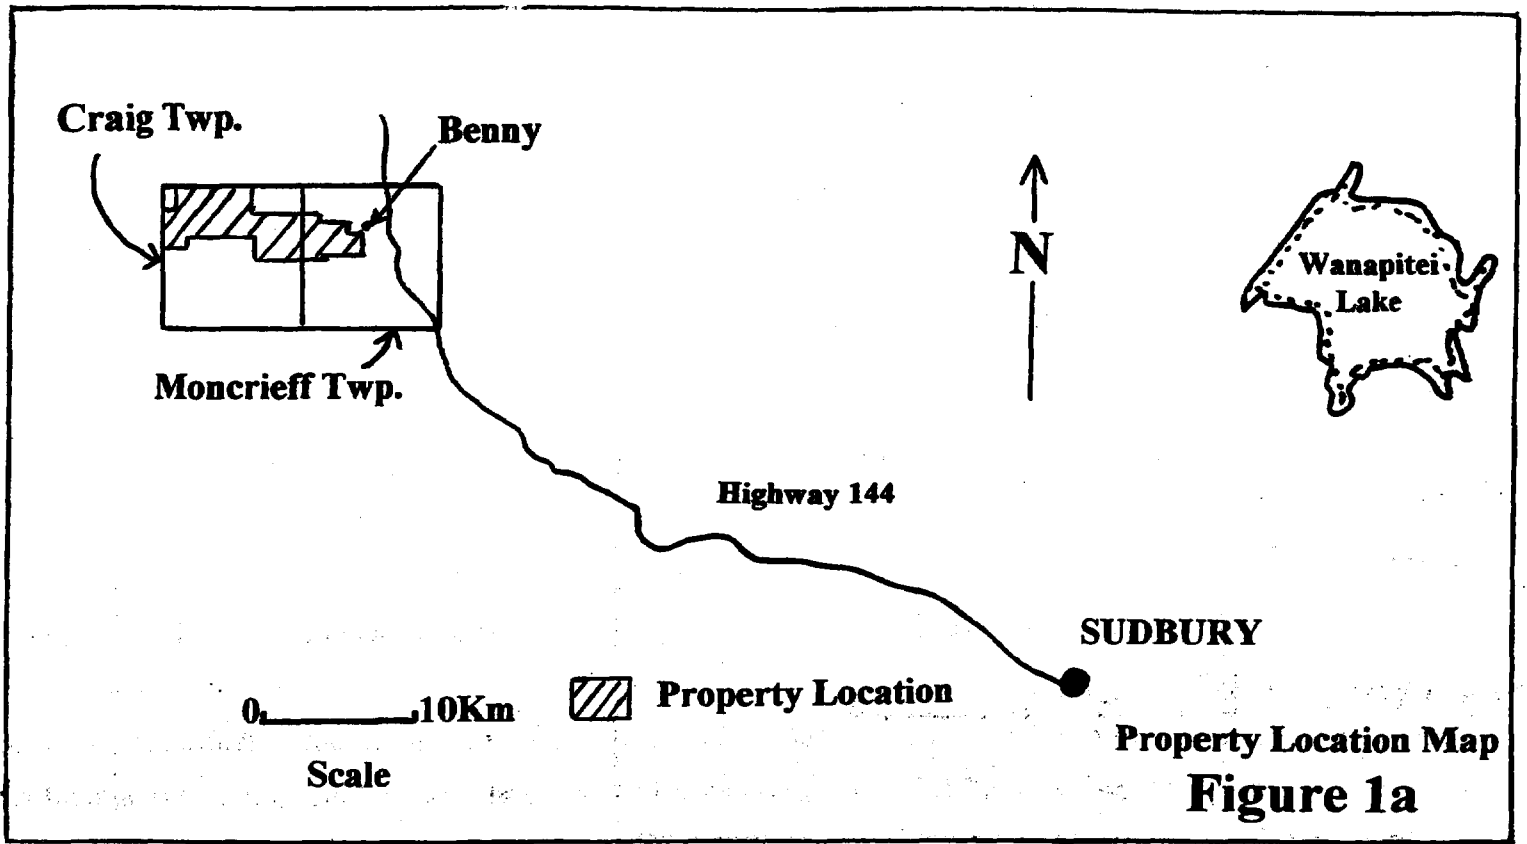 Craig Twp.
Benny
N
Wanapitei
Lake
Moncrieff Twp.
Highway 144
SUDBURY
0 10Km
Scale
Property Location
Property Location Map
Figure 1a